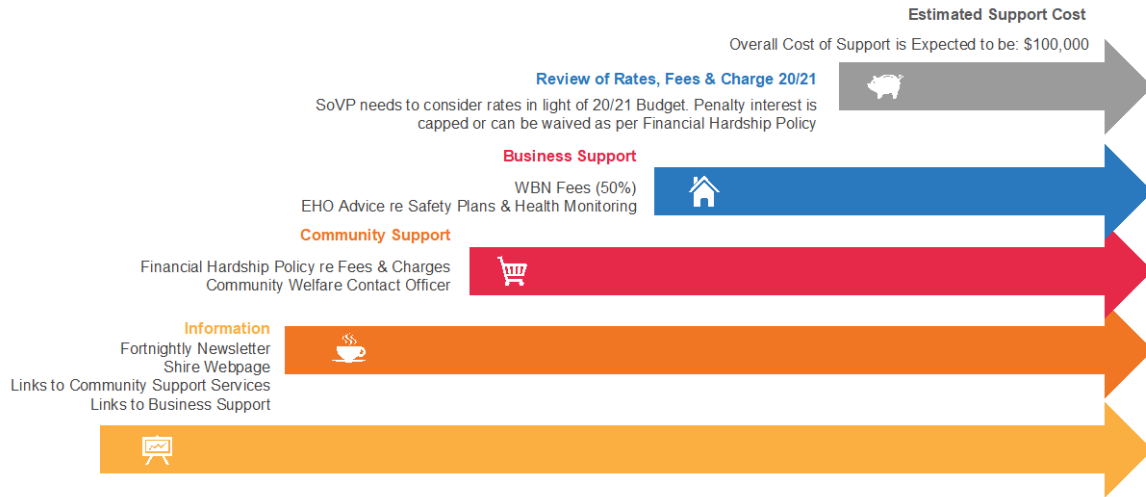 Estimated Support Cost
Overall Cost of Support is Expected to be: $100,000
Review of Rates, Fees & Charge 20/21
SoVP needs to consider rates in light of 20/21 Budget. Penalty interest is
capped or can be waived as per Financial Hardship Policy
Business Support
WBN Fees (50%)
EHO Advice re Safety Plans & Health Monitoring
Community Support
Financial Hardship Policy re Fees & Charges
Community Welfare Contact Officer
Information
Fortnightly Newsletter
Shire Webpage
Links to Community Support Services
Links to Business Support